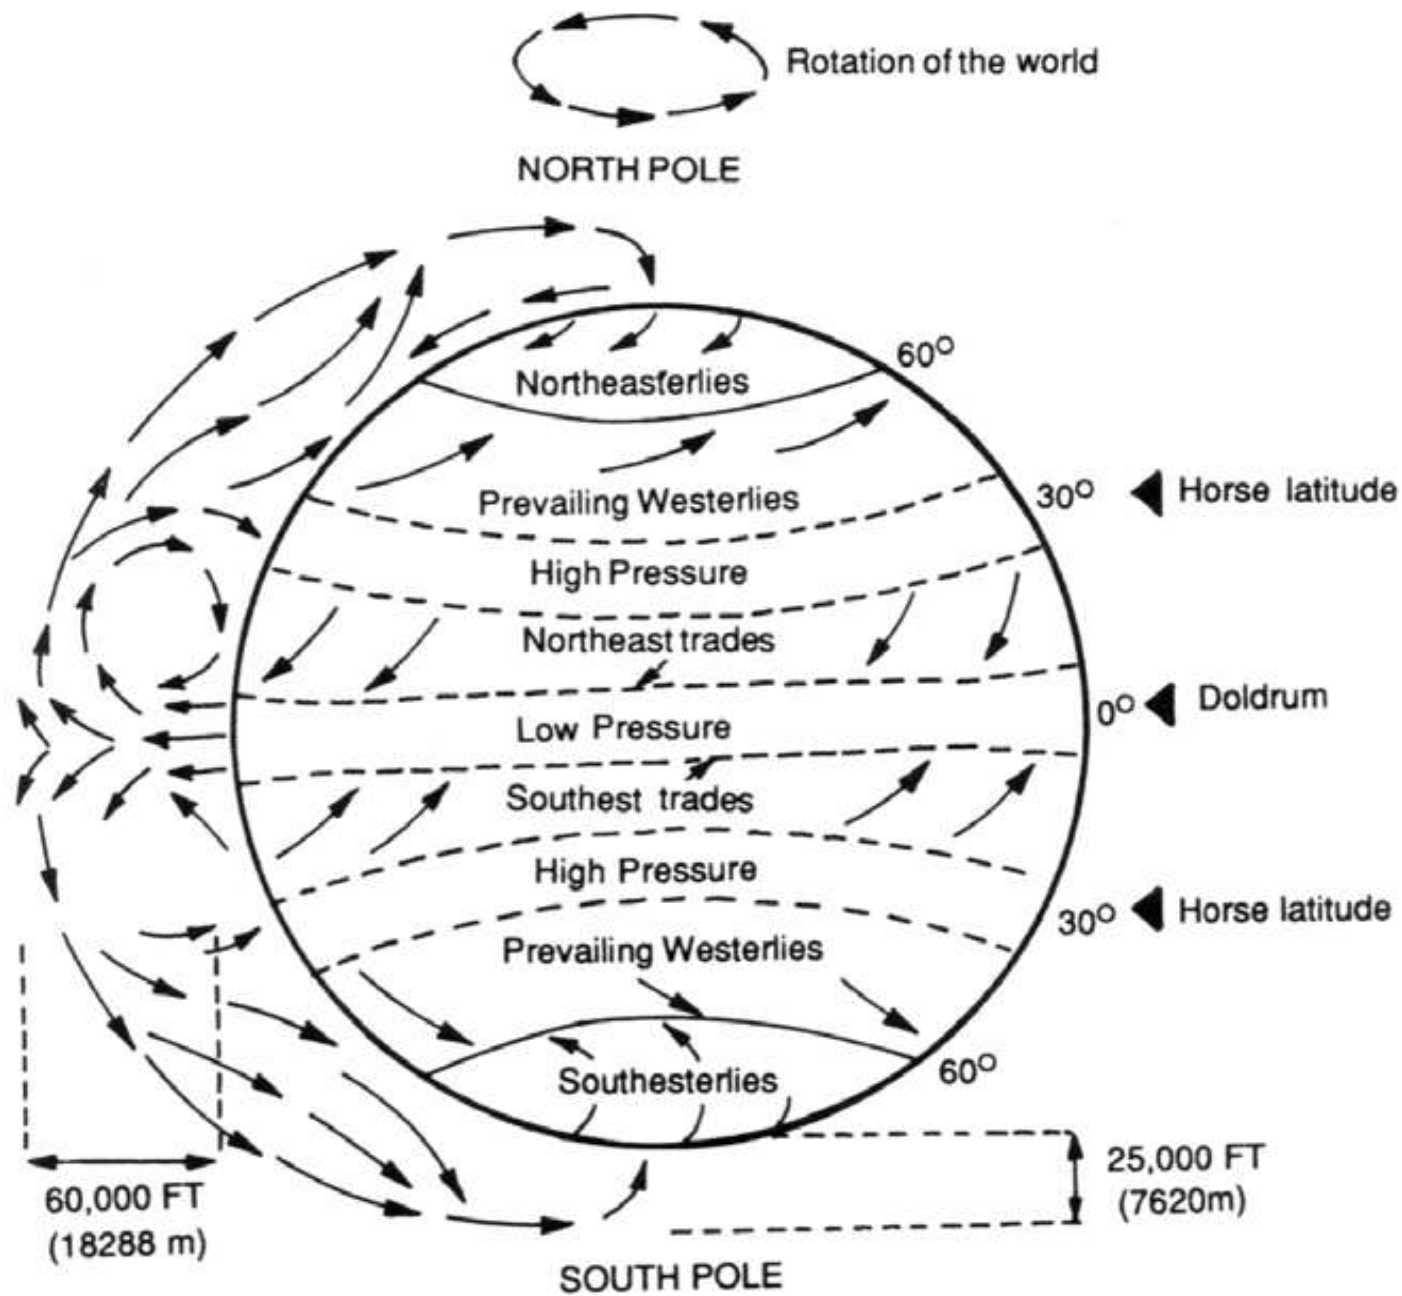 Rotation of the world
NORTH POLE
60°
Northeasferlies
Prevailing Westerlies
30° Horse latitude
High Pressure
Northeast trades
0° Doldrum
Low Pressure
Southest trades
High Pressure
30° Horse latitude
Prevailing Westerlies
60°
Southesterlies
60,000 FT
(18288 m)
25,000 FT
(7620m)
SOUTH POLE